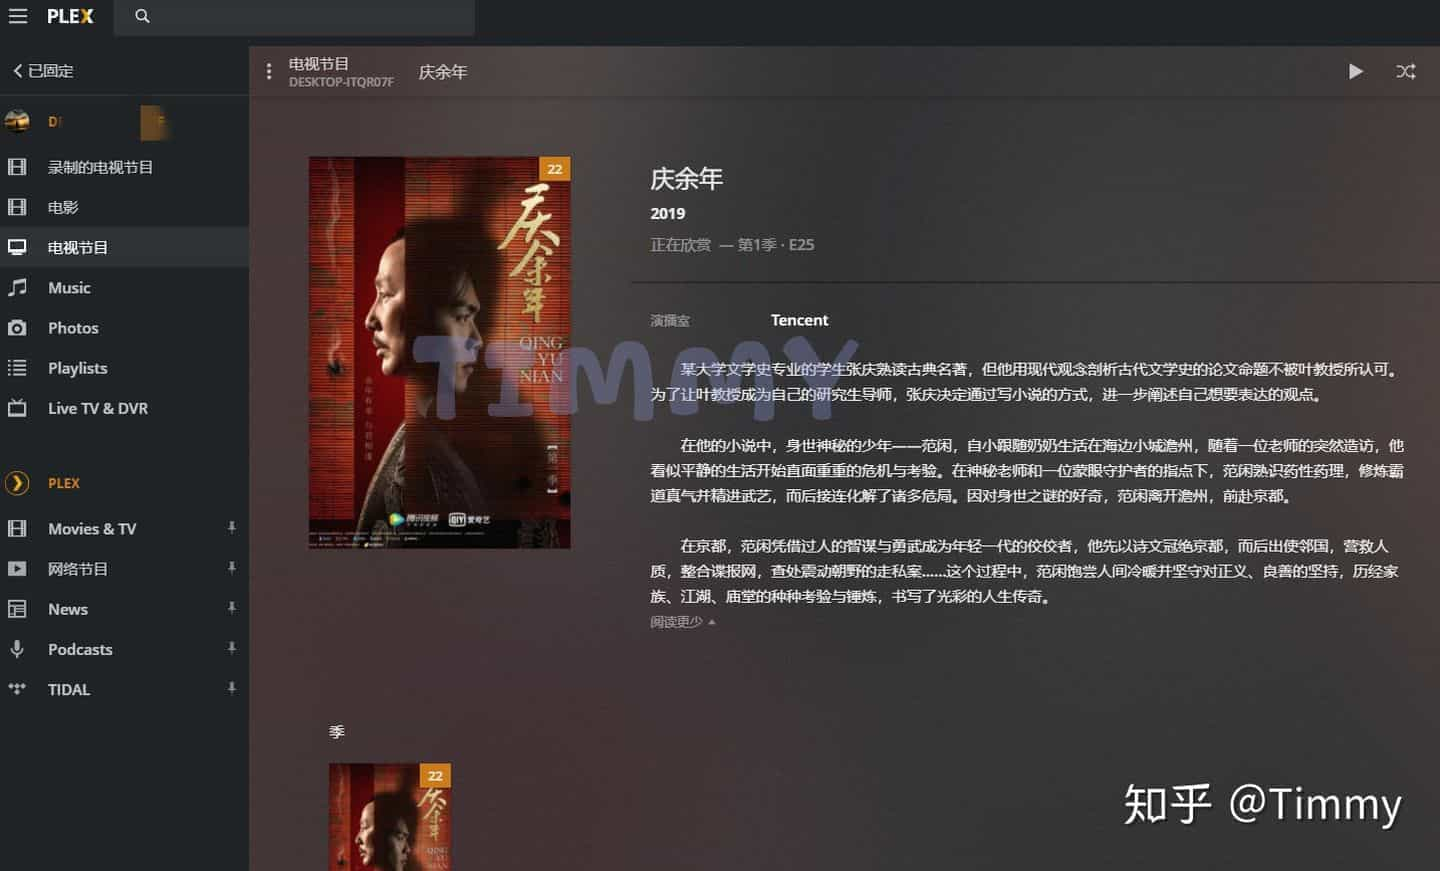 PLEX
已固定
电视节目
DESKTOP-ITQR07F
庆余年
D
录制的电视节目
电影
电视节目
Music
Photos
Playlists
Live TV & DVR
PLEX
Movies & TV
网络节目
News
Podcasts
TIDAL
22
庆余年
QING
YU
NIAN
【第一季】
腾讯视频
QIY 爱奇艺
庆余年
2019
正在欣赏 — 第1季 · E25
演播室 Tencent
某大学文学史专业的学生张庆熟读古典名著，但他用现代观念剖析古代文学史的论文命题不被叶教授所认可。
为了让叶教授成为自己的研究生导师，张庆决定通过写小说的方式，进一步阐述自己想要表达的观点。
在他的小说中，身世神秘的少年——范闲，自小跟随奶奶生活在海边小城澹州，随着一位老师的突然造访，他
看似平静的生活开始直面重重的危机与考验。在神秘老师和一位蒙眼守护者的指点下，范闲熟识药性药理，修炼霸
道真气并精进武艺，而后接连化解了诸多危局。因对身世之谜的好奇，范闲离开澹州，前赴京都。
在京都，范闲凭借过人的智谋与勇武成为年轻一代的佼佼者，他先以诗文冠绝京都，而后出使邻国，营救人
质，整合谍报网，查处震动朝野的走私案……这个过程中，范闲饱尝人间冷暖并坚守对正义、良善的坚持，历经家
族、江湖、庙堂的种种考验与锤炼，书写了光彩的人生传奇。
阅读更少
TIMMY
季
22
庆余年
QING
YU
NIAN
知乎 @Timmy